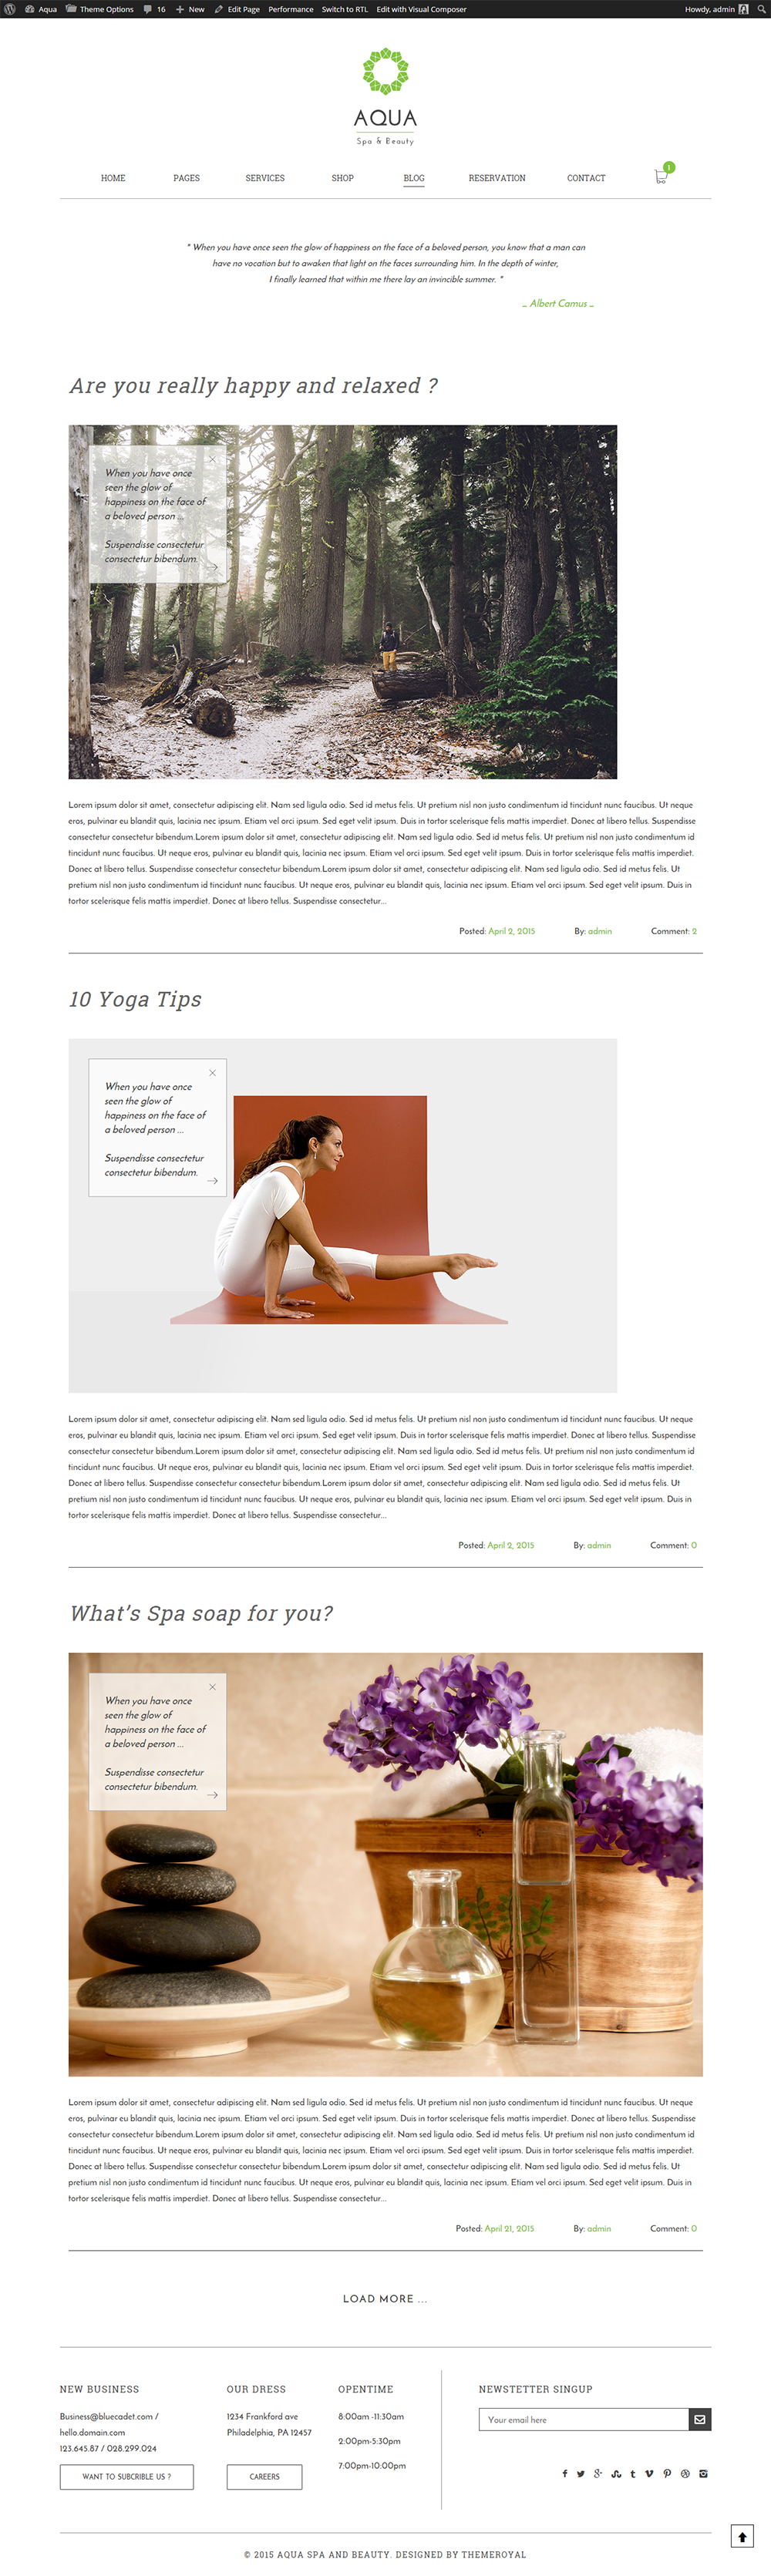 Aqua Theme Options 16 New Edit Page Performance Switch to RTL Edit with Visual Composer Howdy, admin
AQUA
Spa & Beauty
HOME PAGES SERVICES SHOP BLOG RESERVATION CONTACT 1
" When you have once seen the glow of happiness on the face of a beloved person, you know that a man can
have no vocation but to awaken that light on the faces surrounding him. In the depth of winter,
I finally learned that within me there lay an invincible summer. "
_ Albert Camus _
Are you really happy and relaxed ?
When you have once
seen the glow of
happiness on the face of
a beloved person ...
Suspendisse consectetur
consectetur bibendum.
Lorem ipsum dolor sit amet, consectetur adipiscing elit. Nam sed ligula odio. Sed id metus felis. Ut pretium nisl non justo condimentum id tincidunt nunc faucibus. Ut neque
eros, pulvinar eu blandit quis, lacinia nec ipsum. Etiam vel orci ipsum. Sed eget velit ipsum. Duis in tortor scelerisque felis mattis imperdiet. Donec at libero tellus. Suspendisse
consectetur consectetur bibendum.Lorem ipsum dolor sit amet, consectetur adipiscing elit. Nam sed ligula odio. Sed id metus felis. Ut pretium nisl non justo condimentum id
tincidunt nunc faucibus. Ut neque eros, pulvinar eu blandit quis, lacinia nec ipsum. Etiam vel orci ipsum. Sed eget velit ipsum. Duis in tortor scelerisque felis mattis imperdiet.
Donec at libero tellus. Suspendisse consectetur consectetur bibendum.Lorem ipsum dolor sit amet, consectetur adipiscing elit. Nam sed ligula odio. Sed id metus felis. Ut
pretium nisl non justo condimentum id tincidunt nunc faucibus. Ut neque eros, pulvinar eu blandit quis, lacinia nec ipsum. Etiam vel orci ipsum. Sed eget velit ipsum. Duis in
tortor scelerisque felis mattis imperdiet. Donec at libero tellus. Suspendisse consectetur...
Posted: April 2, 2015 By: admin Comment: 2
10 Yoga Tips
When you have once
seen the glow of
happiness on the face of
a beloved person ...
Suspendisse consectetur
consectetur bibendum.
Lorem ipsum dolor sit amet, consectetur adipiscing elit. Nam sed ligula odio. Sed id metus felis. Ut pretium nisl non justo condimentum id tincidunt nunc faucibus. Ut neque
eros, pulvinar eu blandit quis, lacinia nec ipsum. Etiam vel orci ipsum. Sed eget velit ipsum. Duis in tortor scelerisque felis mattis imperdiet. Donec at libero tellus. Suspendisse
consectetur consectetur bibendum.Lorem ipsum dolor sit amet, consectetur adipiscing elit. Nam sed ligula odio. Sed id metus felis. Ut pretium nisl non justo condimentum id
tincidunt nunc faucibus. Ut neque eros, pulvinar eu blandit quis, lacinia nec ipsum. Etiam vel orci ipsum. Sed eget velit ipsum. Duis in tortor scelerisque felis mattis imperdiet.
Donec at libero tellus. Suspendisse consectetur consectetur bibendum.Lorem ipsum dolor sit amet, consectetur adipiscing elit. Nam sed ligula odio. Sed id metus felis. Ut
pretium nisl non justo condimentum id tincidunt nunc faucibus. Ut neque eros, pulvinar eu blandit quis, lacinia nec ipsum. Etiam vel orci ipsum. Sed eget velit ipsum. Duis in
tortor scelerisque felis mattis imperdiet. Donec at libero tellus. Suspendisse consectetur...
Posted: April 2, 2015 By: admin Comment: 0
What's Spa soap for you?
When you have once
seen the glow of
happiness on the face of
a beloved person ...
Suspendisse consectetur
consectetur bibendum.
Lorem ipsum dolor sit amet, consectetur adipiscing elit. Nam sed ligula odio. Sed id metus felis. Ut pretium nisl non justo condimentum id tincidunt nunc faucibus. Ut neque
eros, pulvinar eu blandit quis, lacinia nec ipsum. Etiam vel orci ipsum. Sed eget velit ipsum. Duis in tortor scelerisque felis mattis imperdiet. Donec at libero tellus. Suspendisse
consectetur consectetur bibendum.Lorem ipsum dolor sit amet, consectetur adipiscing elit. Nam sed ligula odio. Sed id metus felis. Ut pretium nisl non justo condimentum id
tincidunt nunc faucibus. Ut neque eros, pulvinar eu blandit quis, lacinia nec ipsum. Etiam vel orci ipsum. Sed eget velit ipsum. Duis in tortor scelerisque felis mattis imperdiet.
Donec at libero tellus. Suspendisse consectetur consectetur bibendum.Lorem ipsum dolor sit amet, consectetur adipiscing elit. Nam sed ligula odio. Sed id metus felis. Ut
pretium nisl non justo condimentum id tincidunt nunc faucibus. Ut neque eros, pulvinar eu blandit quis, lacinia nec ipsum. Etiam vel orci ipsum. Sed eget velit ipsum. Duis in
tortor scelerisque felis mattis imperdiet. Donec at libero tellus. Suspendisse consectetur...
Posted: April 21, 2015 By: admin Comment: 0
LOAD MORE ...
NEW BUSINESS
Business@bluecadet.com /
hello.domain.com
123.645.87 / 028.299.024
WANT TO SUBCRIBLE US ?
OUR DRESS
1234 Frankford ave
Philadelphia, PA 12457
CAREERS
OPENTIME
8:00am -11:30am
2:00pm-5:30pm
7:00pm-10:00pm
NEWSTETTER SINGUP
Your email here
© 2015 AQUA SPA AND BEAUTY. DESIGNED BY THEMEROYAL